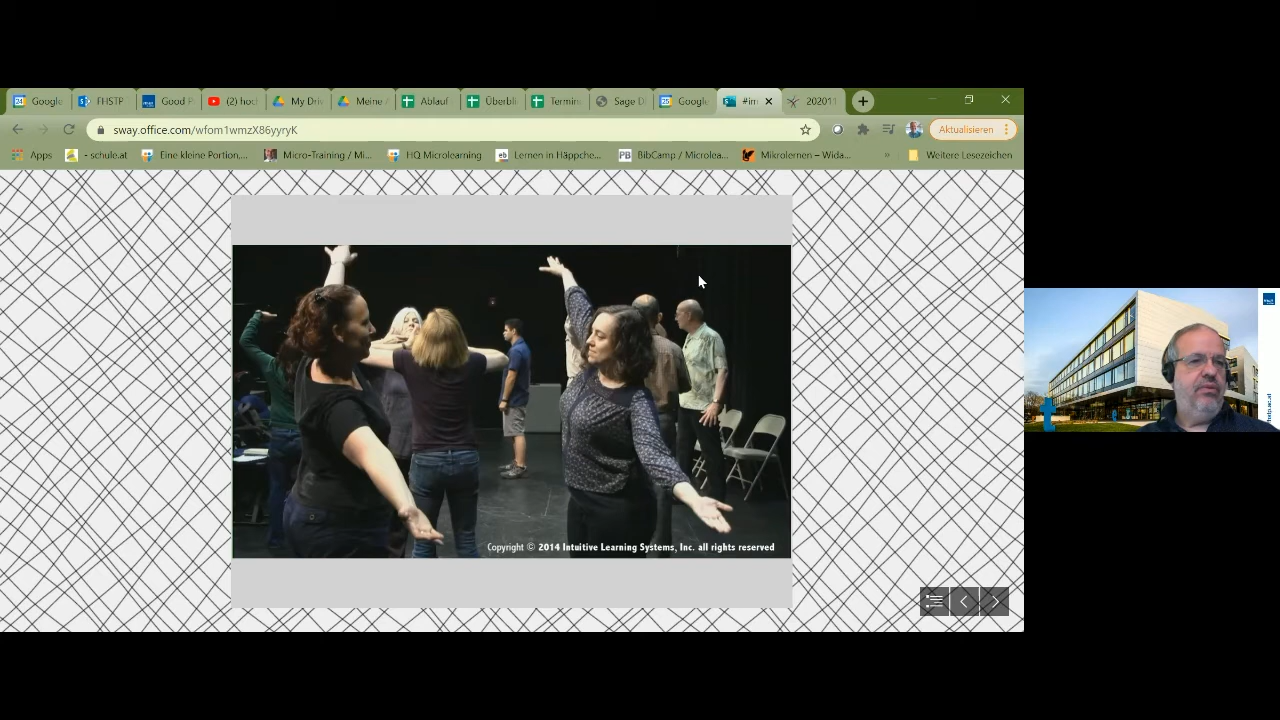 Google
FHSTP
Good P
(2) hoc
My Driv
Meine A
Ablauf
Überbli
Termin
Sage D
Google
#im
202011
sway.office.com/wfom1wmzX86yyryK
Aktualisieren
Apps
- schule.at
Eine kleine Portion,...
Micro-Training / Mi...
HQ Microlearning
Lernen in Häppche...
BibCamp / Microlea...
Mikrolernen – Wida...
»
Weitere Lesezeichen
Copyright © 2014 Intuitive Learning Systems, Inc. all rights reserved